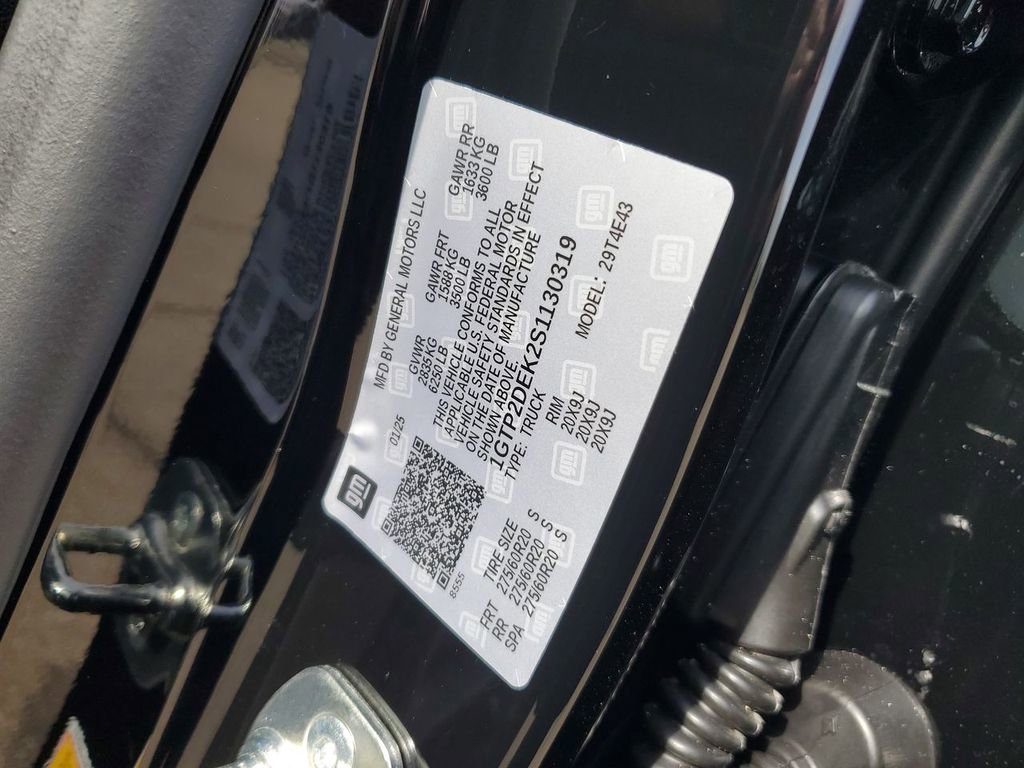 gm
MFD BY GENERAL MOTORS LLC
01/25
GVWR GAWR FRT GAWR RR
2835 KG 1588 KG 1633 KG
6250 LB 3500 LB 3600 LB
THIS VEHICLE CONFORMS TO ALL
APPLICABLE U.S. FEDERAL MOTOR
VEHICLE SAFETY STANDARDS IN EFFECT
ON THE DATE OF MANUFACTURE
SHOWN ABOVE.
1GTP2DEK2S1130319
TYPE: TRUCK MODEL: 29T4E43
8555
TIRE SIZE RIM
FRT 275/60R20 S 20X9J
RR 275/60R20 S 20X9J
SPA 275/60R20 S 20X9J